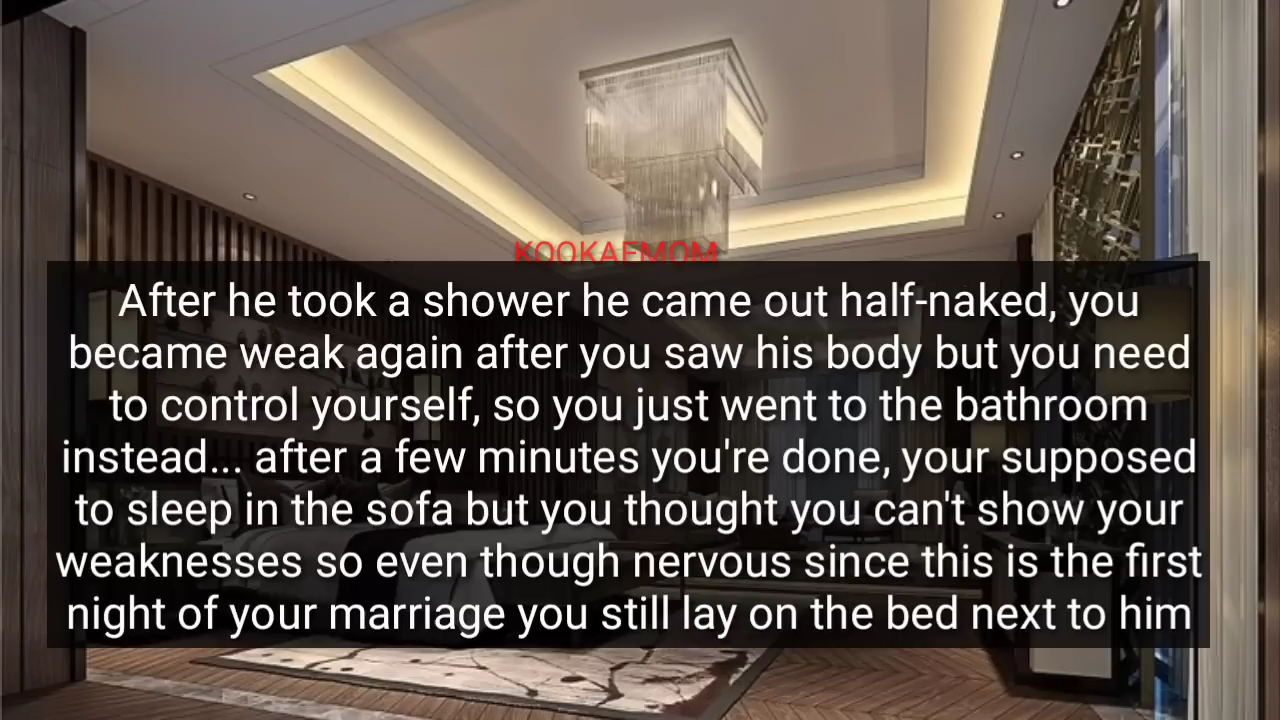 KOOKAEMOM
After he took a shower he came out half-naked, you
became weak again after you saw his body but you need
to control yourself, so you just went to the bathroom
instead... after a few minutes you're done, your supposed
to sleep in the sofa but you thought you can't show your
weaknesses so even though nervous since this is the first
night of your marriage you still lay on the bed next to him